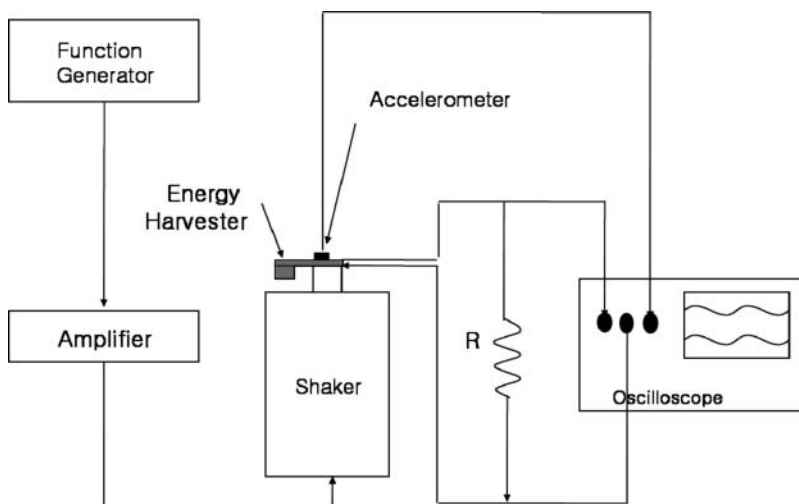 Function
Generator
Accelerometer
Energy
Harvester
Amplifier
Shaker
R
Oscilloscope